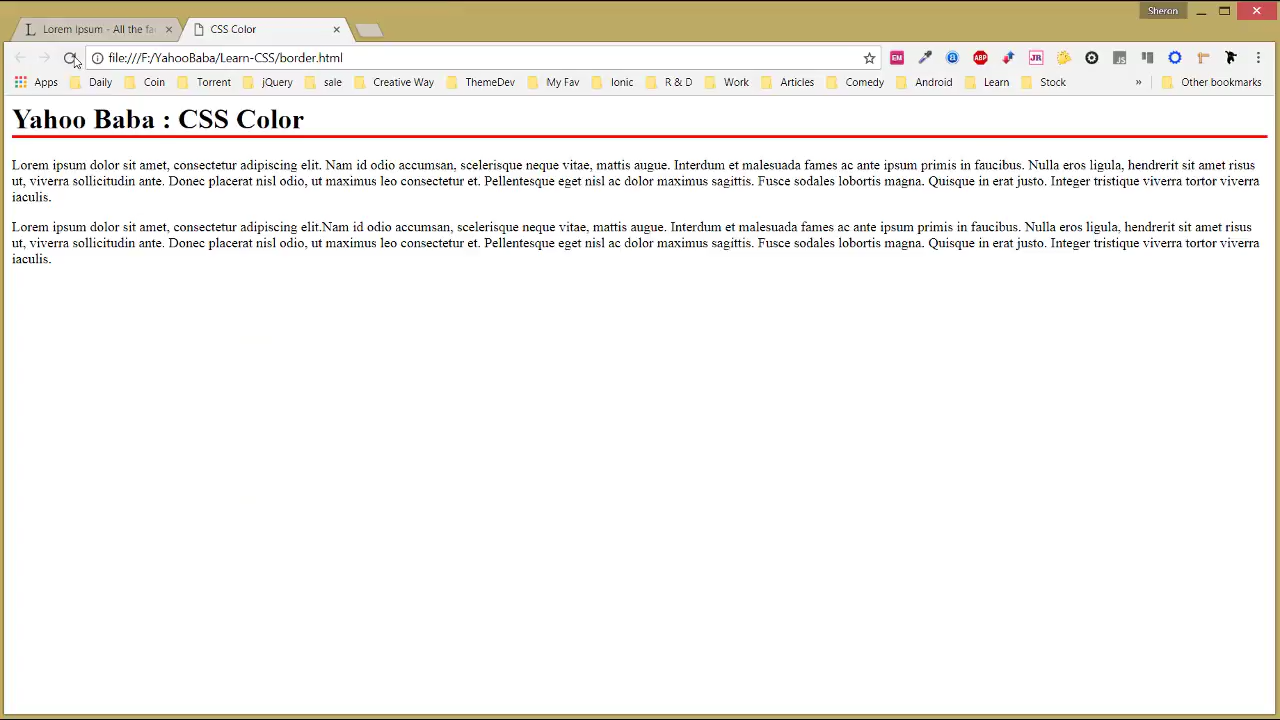 Sheron
Lorem Ipsum - All the fa
CSS Color
file:///F:/YahooBaba/Learn-CSS/border.html
EM
ABP
JR
JS
Apps Daily Coin Torrent jQuery sale Creative Way ThemeDev My Fav Ionic R & D Work Articles Comedy Android Learn Stock » Other bookmarks
Yahoo Baba : CSS Color
Lorem ipsum dolor sit amet, consectetur adipiscing elit. Nam id odio accumsan, scelerisque neque vitae, mattis augue. Interdum et malesuada fames ac ante ipsum primis in faucibus. Nulla eros ligula, hendrerit sit amet risus
ut, viverra sollicitudin ante. Donec placerat nisl odio, ut maximus leo consectetur et. Pellentesque eget nisl ac dolor maximus sagittis. Fusce sodales lobortis magna. Quisque in erat justo. Integer tristique viverra tortor viverra
iaculis.
Lorem ipsum dolor sit amet, consectetur adipiscing elit.Nam id odio accumsan, scelerisque neque vitae, mattis augue. Interdum et malesuada fames ac ante ipsum primis in faucibus. Nulla eros ligula, hendrerit sit amet risus
ut, viverra sollicitudin ante. Donec placerat nisl odio, ut maximus leo consectetur et. Pellentesque eget nisl ac dolor maximus sagittis. Fusce sodales lobortis magna. Quisque in erat justo. Integer tristique viverra tortor viverra
iaculis.